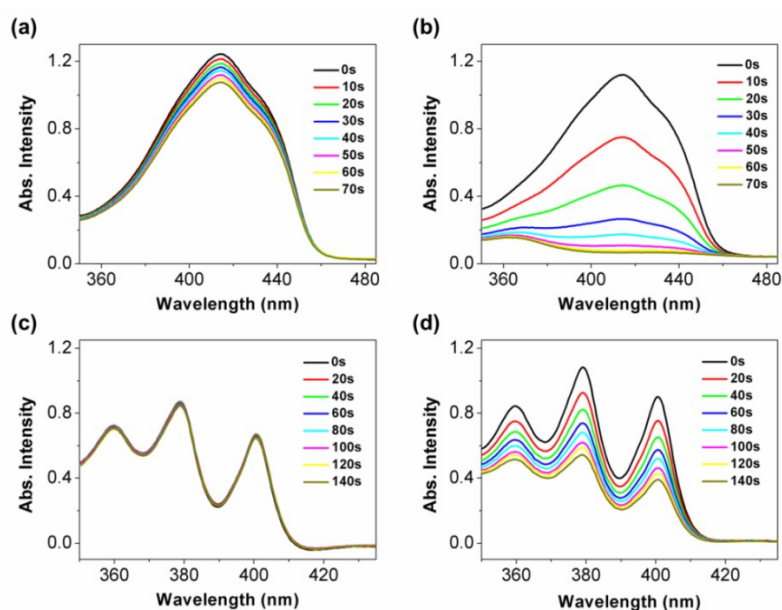 (a)
1.2
0.8
0.4
0.0
Abs. Intensity
0s
10s
20s
30s
40s
50s
60s
70s
360 400 440 480
Wavelength (nm)
(b)
1.2
0.8
0.4
0.0
Abs. Intensity
0s
10s
20s
30s
40s
50s
60s
70s
360 400 440 480
Wavelength (nm)
(c)
1.2
0.8
0.4
0.0
Abs. Intensity
0s
20s
40s
60s
80s
100s
120s
140s
360 380 400 420
Wavelength (nm)
(d)
1.2
0.8
0.4
0.0
Abs. Intensity
0s
20s
40s
60s
80s
100s
120s
140s
360 380 400 420
Wavelength (nm)